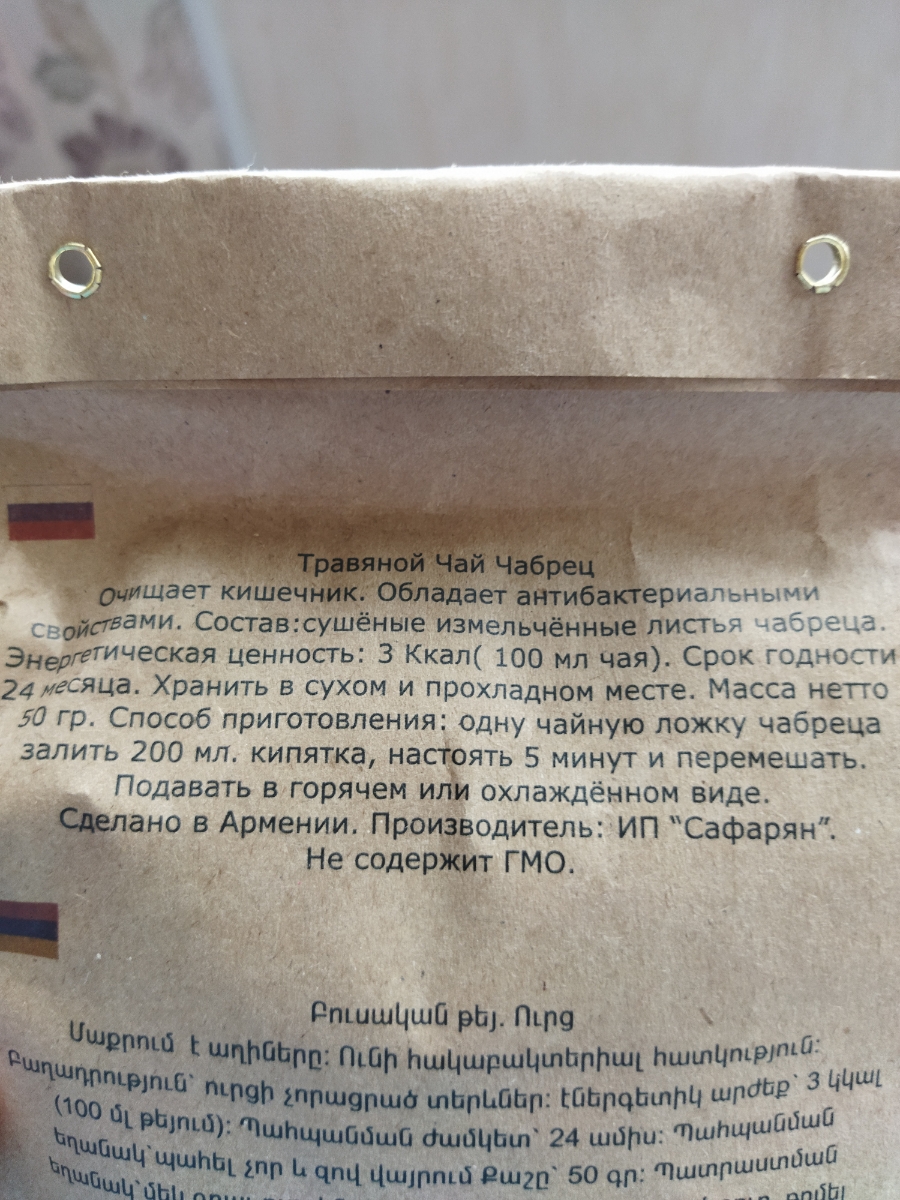 Травяной Чай Чабрец
Очищает кишечник. Обладает антибактериальными
свойствами. Состав:сушёные измельчённые листья чабреца.
Энергетическая ценность: 3 Ккал( 100 мл чая). Срок годности
24 месяца. Хранить в сухом и прохладном месте. Масса нетто
50 гр. Способ приготовления: одну чайную ложку чабреца
залить 200 мл. кипятка, настоять 5 минут и перемешать.
Подавать в горячем или охлаждённом виде.
Сделано в Армении. Производитель: ИП “Сафарян”.
Не содержит ГМО.
Բուսական թեյ. Ուրց
Մաքրում է աղիները: Ունի հակաբակտերիալ հատկություն:
Բաղադրություն՝ ուրցի չորացրած տերևներ: Էներգետիկ արժեք՝ 3 կկալ
(100 մլ թեյում): Պահպանման ժամկետ՝ 24 ամիս: Պահպանման
եղանակ՝պահել չոր և զով վայրում Քաշը՝ 50 գր: Պատրաստման
եղանակ՝մեկ